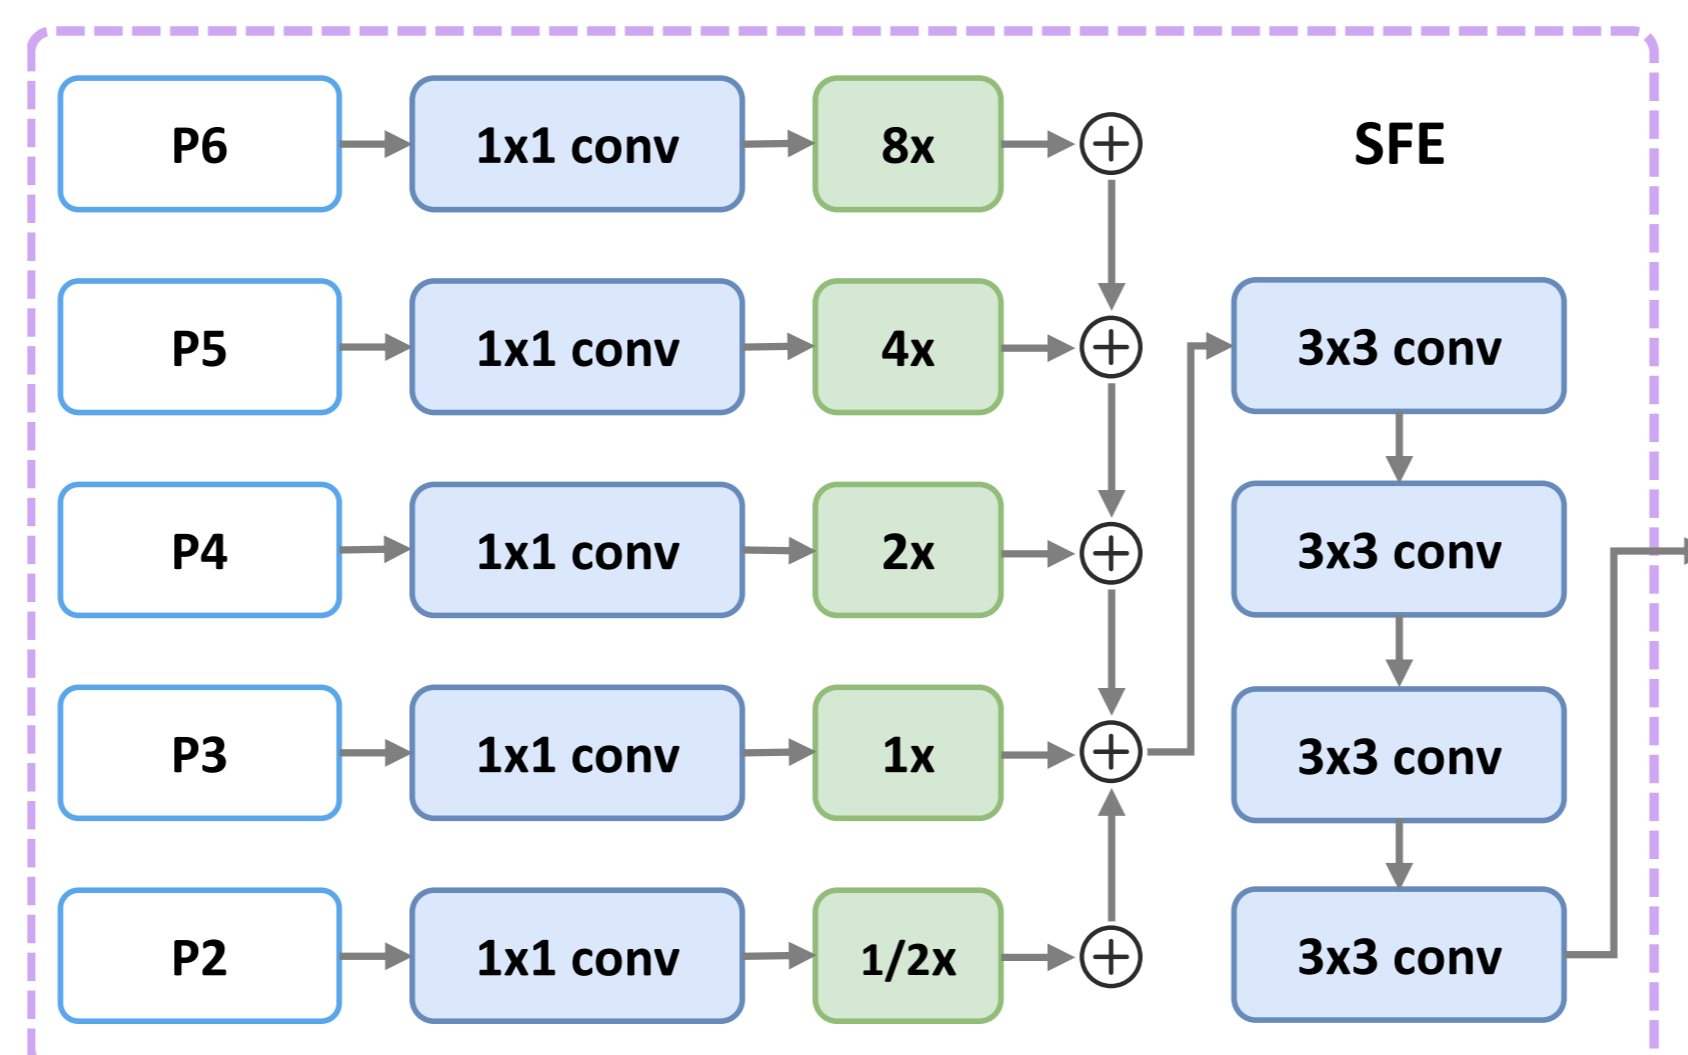 P6 1x1 conv 8x SFE
P5 1x1 conv 4x 3x3 conv
P4 1x1 conv 2x 3x3 conv
P3 1x1 conv 1x 3x3 conv
P2 1x1 conv 1/2x 3x3 conv